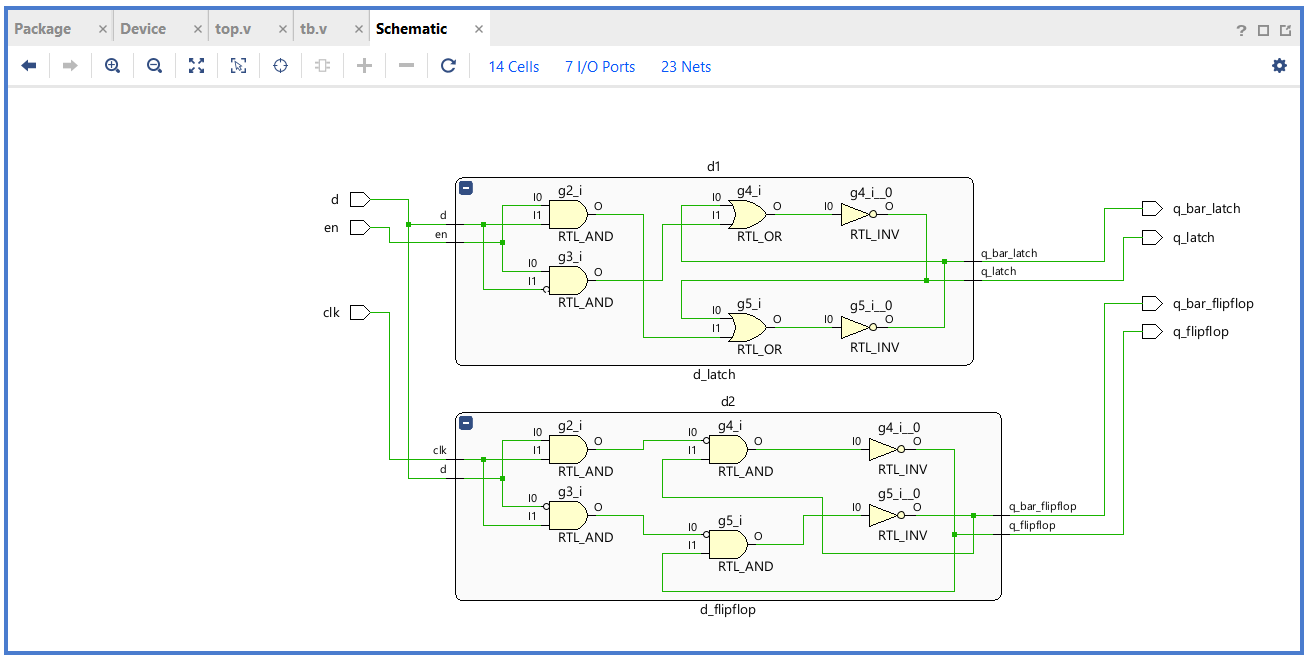 Package × Device × top.v × tb.v × Schematic × ?
14 Cells 7 I/O Ports 23 Nets
d1
d
en
clk
d
en
g2_i
I0
I1
O
RTL_AND
g3_i
I0
I1
O
RTL_AND
g4_i
I0
I1
O
RTL_OR
g4_i__0
I0
O
RTL_INV
g5_i
I0
I1
O
RTL_OR
g5_i__0
I0
O
RTL_INV
q_bar_latch
q_latch
d_latch
q_bar_latch
q_latch
q_bar_flipflop
q_flipflop
d2
clk
d
g2_i
I0
I1
O
RTL_AND
g3_i
I0
I1
O
RTL_AND
g4_i
I0
I1
O
RTL_AND
g4_i__0
I0
O
RTL_INV
g5_i
I0
I1
O
RTL_AND
g5_i__0
I0
O
RTL_INV
q_bar_flipflop
q_flipflop
d_flipflop